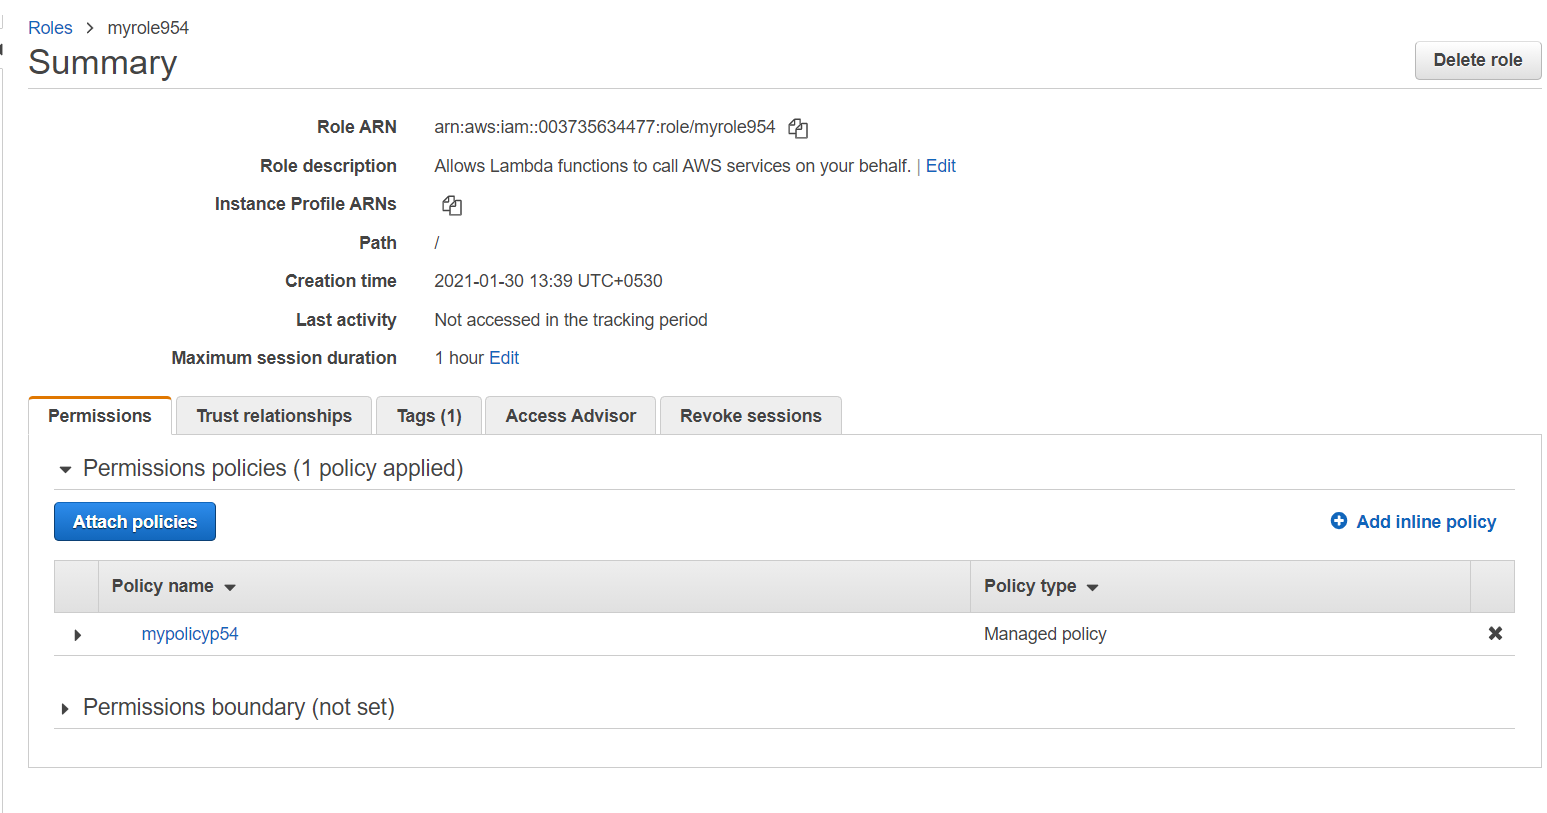 Roles > myrole954
Summary
Delete role
Role ARN arn:aws:iam::003735634477:role/myrole954
Role description Allows Lambda functions to call AWS services on your behalf. | Edit
Instance Profile ARNs
Path /
Creation time 2021-01-30 13:39 UTC+0530
Last activity Not accessed in the tracking period
Maximum session duration 1 hour Edit
Permissions Trust relationships Tags (1) Access Advisor Revoke sessions
Permissions policies (1 policy applied)
Attach policies Add inline policy
Policy name Policy type
mypolicyp54 Managed policy
Permissions boundary (not set)